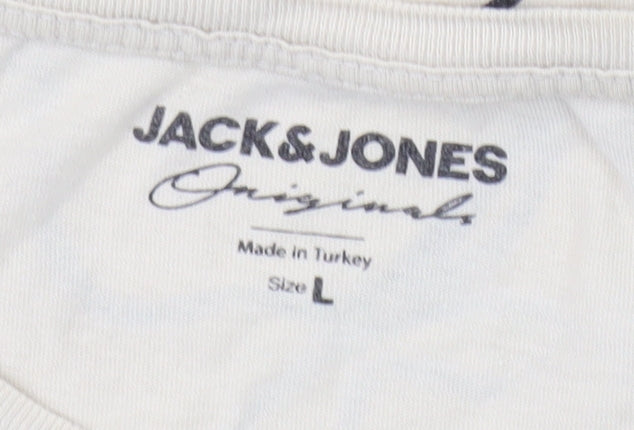 JACK&JONES
Originals
Made in Turkey
Size L